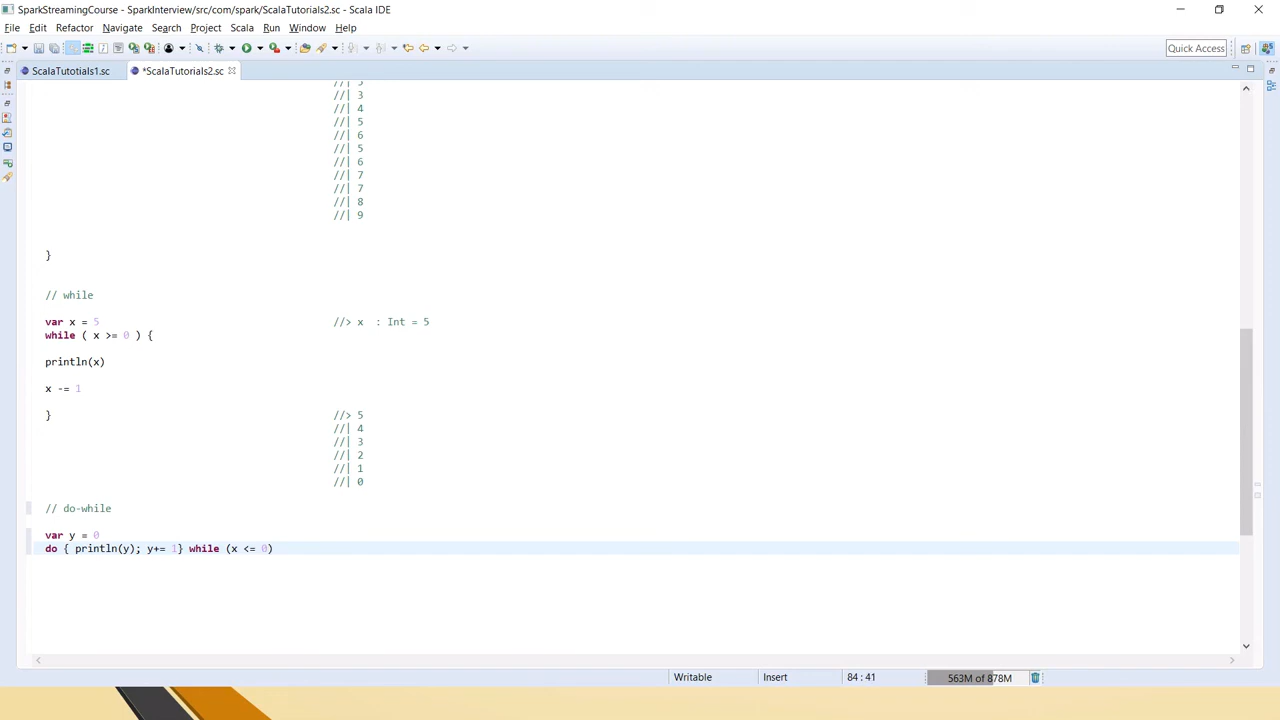 SparkStreamingCourse - SparkInterview/src/com/spark/ScalaTutorials2.sc - Scala IDE
File Edit Refactor Navigate Search Project Scala Run Window Help
Quick Access
ScalaTutotials1.sc *ScalaTutorials2.sc
//| 3
//| 4
//| 5
//| 6
//| 5
//| 6
//| 7
//| 7
//| 8
//| 9
}
// while
var x = 5 //> x : Int = 5
while ( x >= 0 ) {
println(x)
x -= 1
} //> 5
//| 4
//| 3
//| 2
//| 1
//| 0
// do-while
var y = 0
do { println(y); y+= 1} while (x <= 0)
Writable Insert 84 : 41 563M of 878M